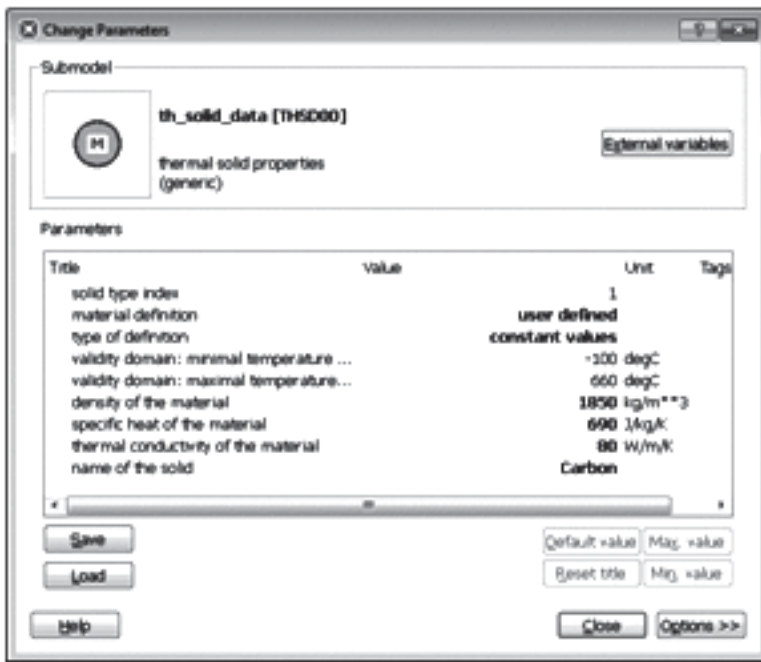 Change Parameters
Submodel
th_solid_data [THSD00]
External variables
thermal solid properties
(generic)
Parameters
Title Value Unit Tags
solid type index 1
material definition user defined
type of definition constant values
validity domain: minimal temperature ... -100 degC
validity domain: maximal temperature... 660 degC
density of the material 1850 kg/m**3
specific heat of the material 690 J/kg/K
thermal conductivity of the material 80 W/m/K
name of the solid Carbon
Save Default value Max. value
Load Reset title Min. value
Help Close Options >>